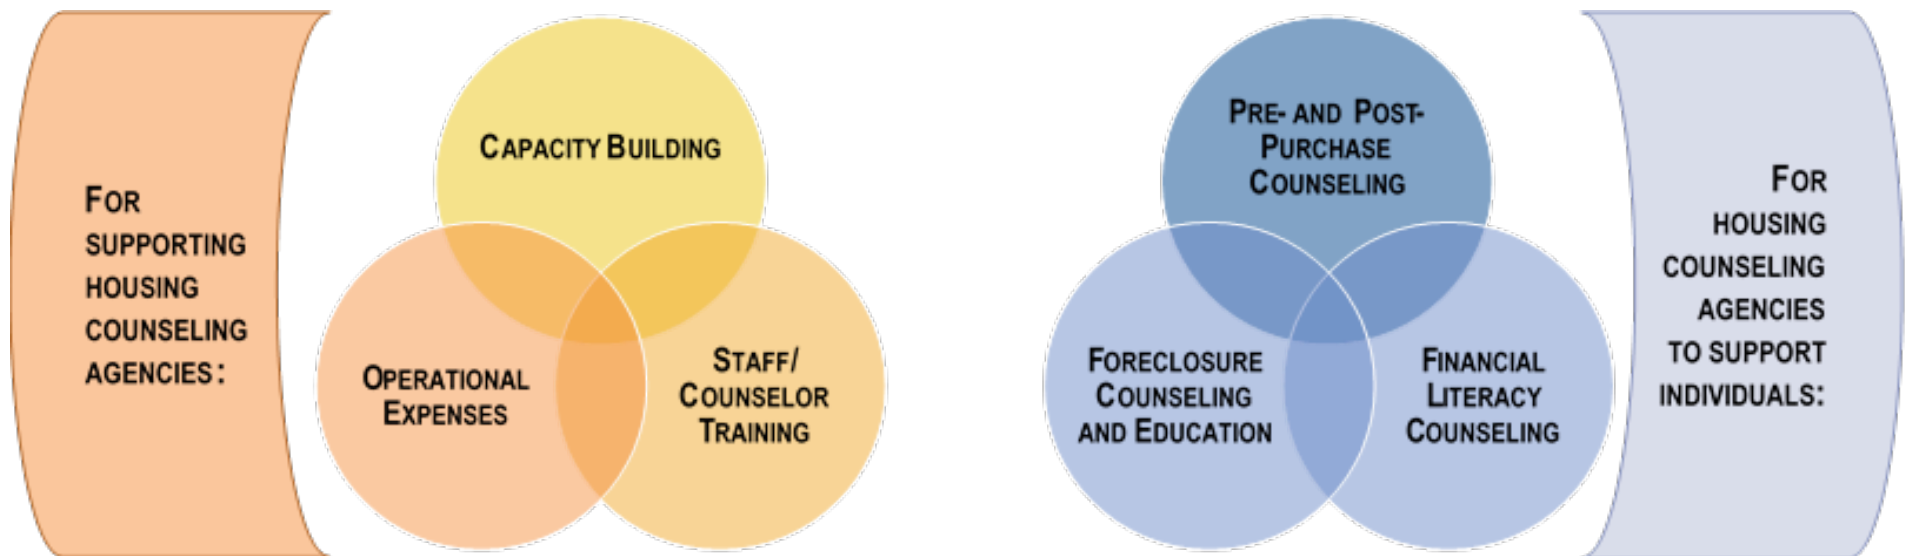 FOR
SUPPORTING
HOUSING
COUNSELING
AGENCIES:
CAPACITY BUILDING
OPERATIONAL
EXPENSES
STAFF/
COUNSELOR
TRAINING
PRE- AND POST-
PURCHASE
COUNSELING
FORECLOSURE
COUNSELING
AND EDUCATION
FINANCIAL
LITERACY
COUNSELING
FOR
HOUSING
COUNSELING
AGENCIES
TO SUPPORT
INDIVIDUALS: